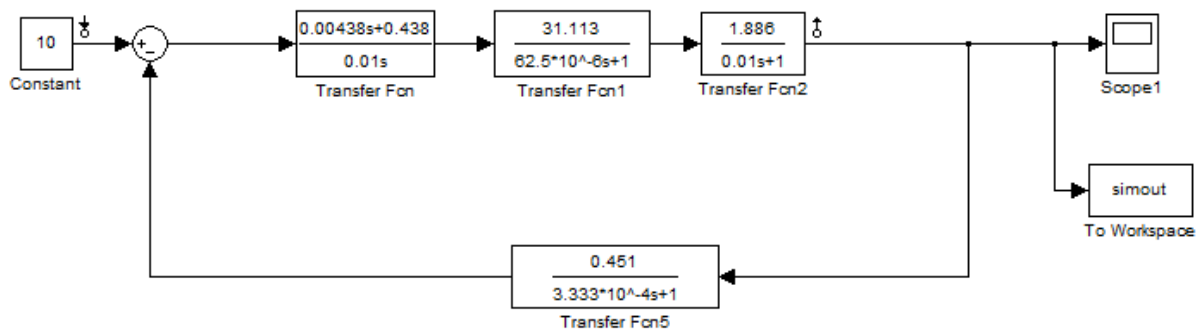 10
Constant
+
−
0.00438s+0.438
0.01s
Transfer Fcn
31.113
62.5*10^-6s+1
Transfer Fcn1
1.886
0.01s+1
Transfer Fcn2
Scope1
simout
To Workspace
0.451
3.333*10^-4s+1
Transfer Fcn5